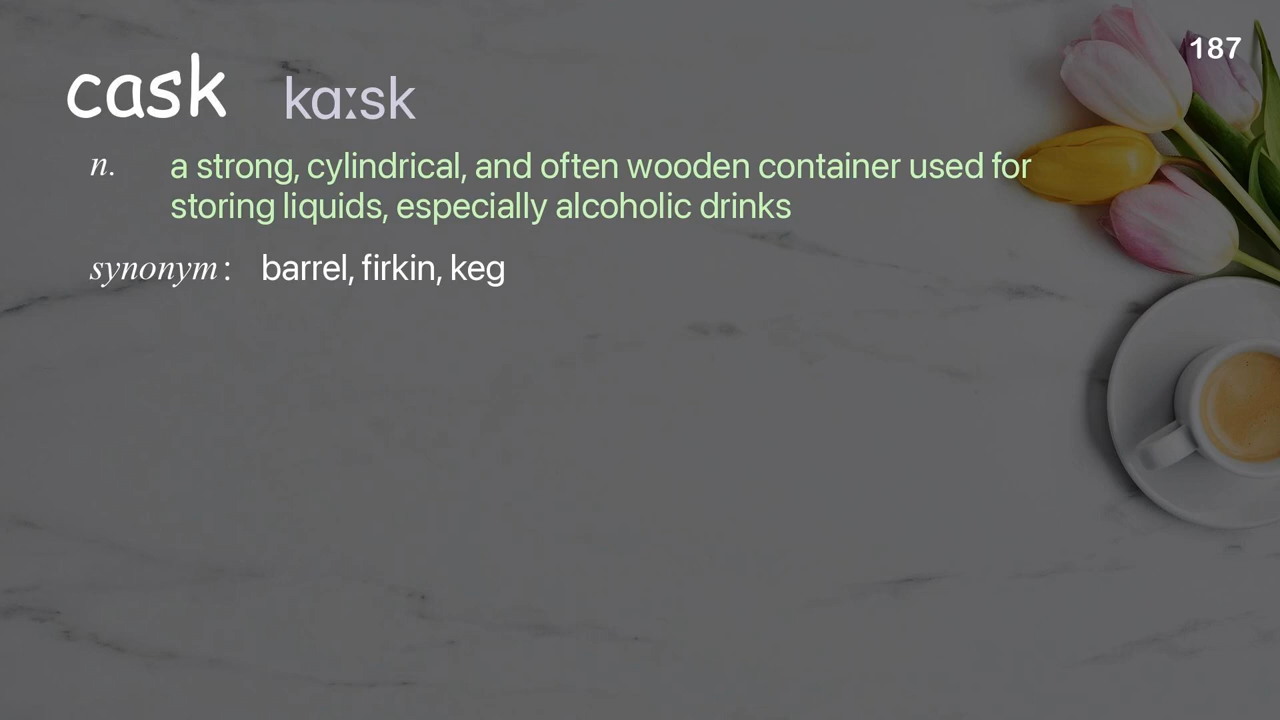 187
cask kɑːsk
n. a strong, cylindrical, and often wooden container used for
storing liquids, especially alcoholic drinks
synonym: barrel, firkin, keg